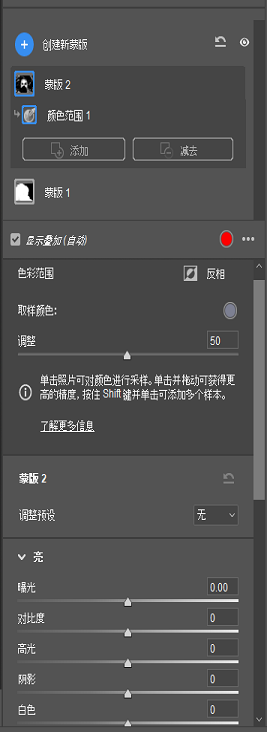 创建新蒙版
蒙版 2
颜色范围 1
添加
减去
蒙版 1
显示叠加 (自动)
色彩范围
反相
取样颜色:
调整
50
单击照片可对颜色进行采样。单击并拖动可获得更
高的精度，按住 Shift 键并单击可添加多个样本。
了解更多信息
蒙版 2
调整预设
无
亮
曝光
0.00
对比度
0
高光
0
阴影
0
白色
0